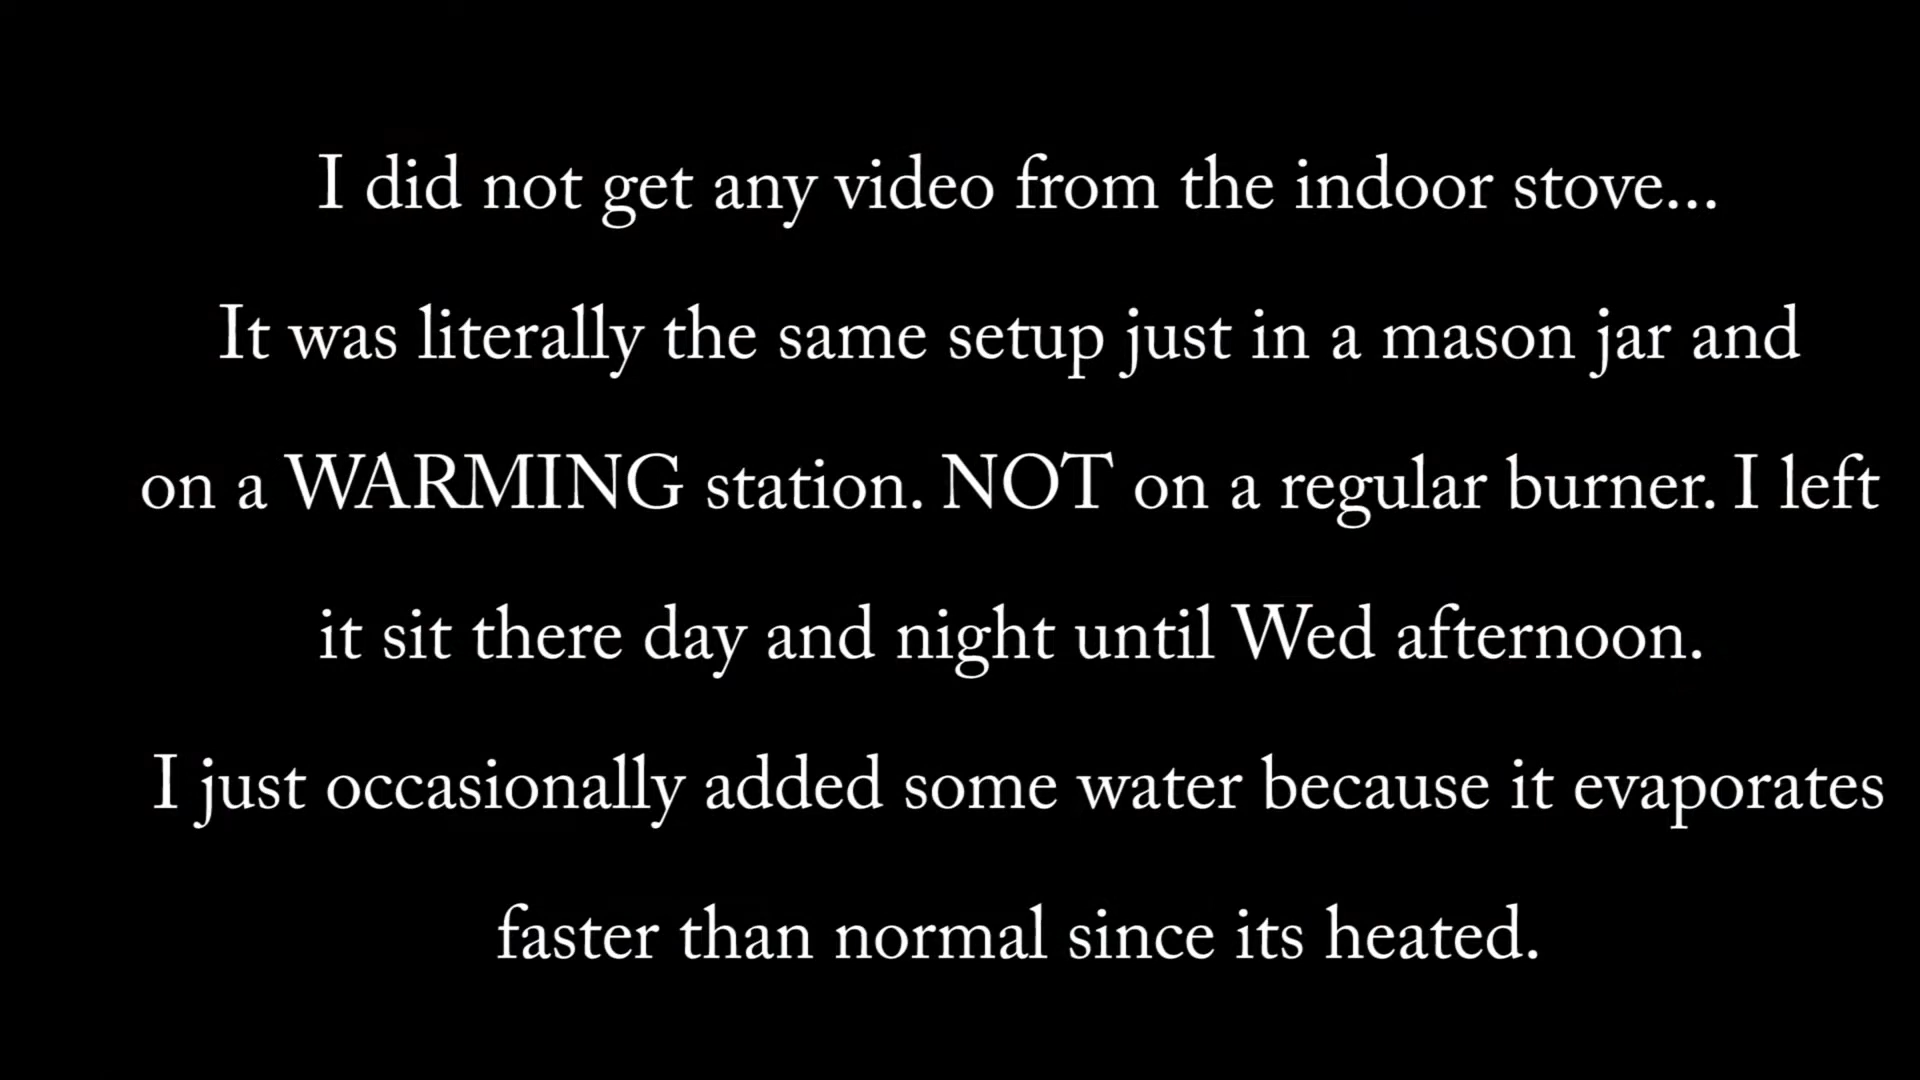 I did not get any video from the indoor stove...
It was literally the same setup just in a mason jar and
on a WARMING station. NOT on a regular burner. I left
it sit there day and night until Wed afternoon.
I just occasionally added some water because it evaporates
faster than normal since its heated.